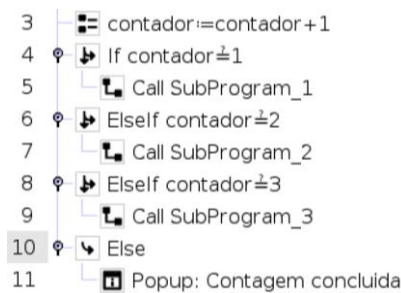 3 contador:=contador+1
4 If contador≟1
5 Call SubProgram_1
6 ElseIf contador≟2
7 Call SubProgram_2
8 ElseIf contador≟3
9 Call SubProgram_3
10 Else
11 Popup: Contagem concluida